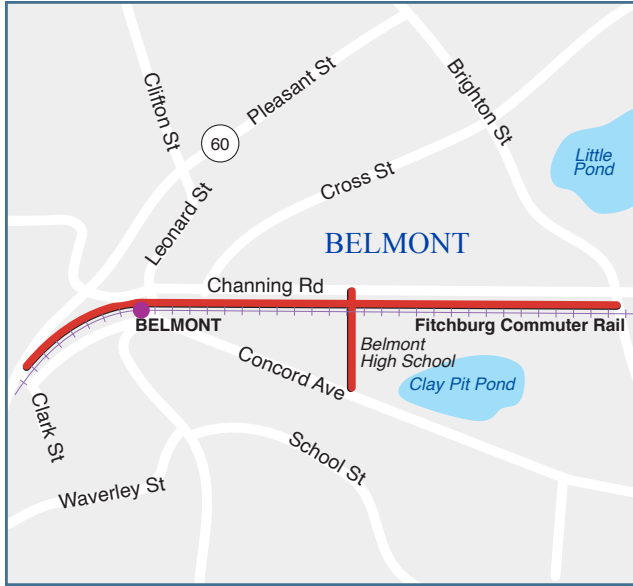 Clifton St
Pleasant St
Brighton St
60
Little
Pond
Cross St
Leonard St
BELMONT
Channing Rd
BELMONT
Fitchburg Commuter Rail
Belmont
High School
Concord Ave
Clay Pit Pond
Clark St
School St
Waverley St